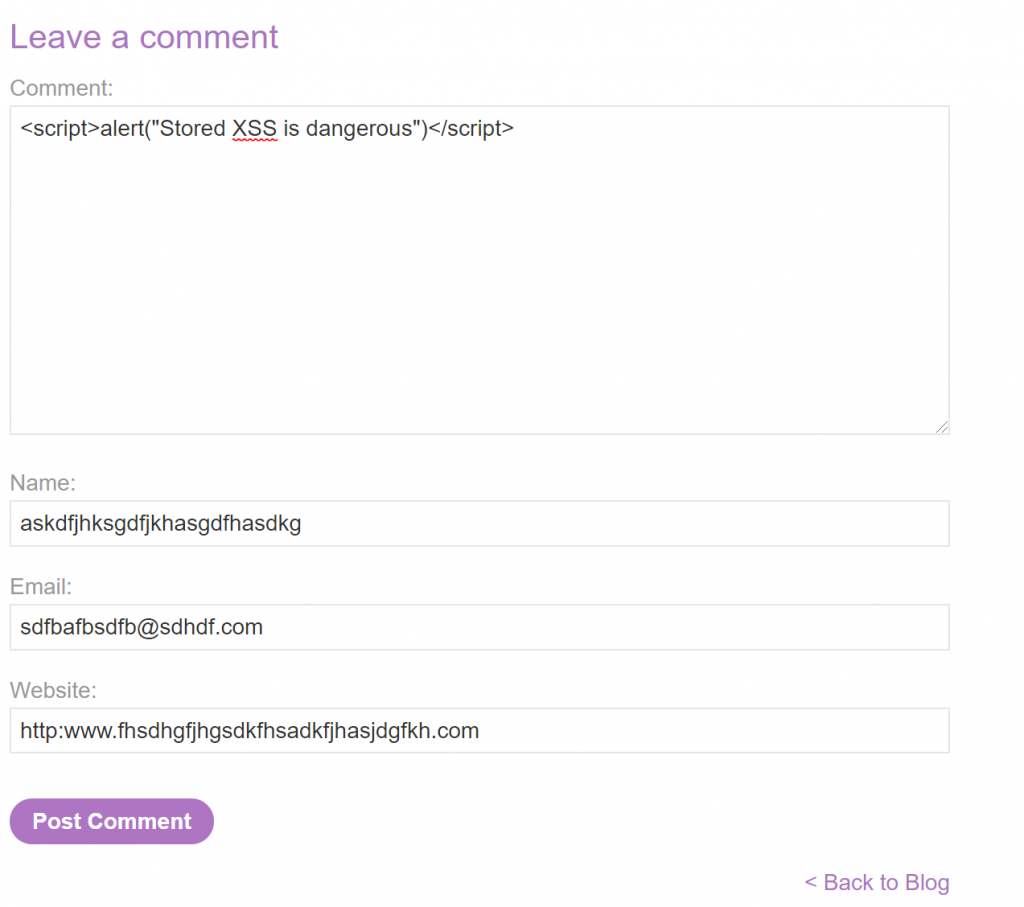 Leave a comment
Comment:
<script>alert("Stored XSS is dangerous")</script>
Name:
askdfjhksgdfjkhasgdfhasdkg
Email:
sdfbafbsdfb@sdhdf.com
Website:
http:www.fhsdhgfjhgsdkfhsadkfjhasjdgfkh.com
Post Comment
< Back to Blog